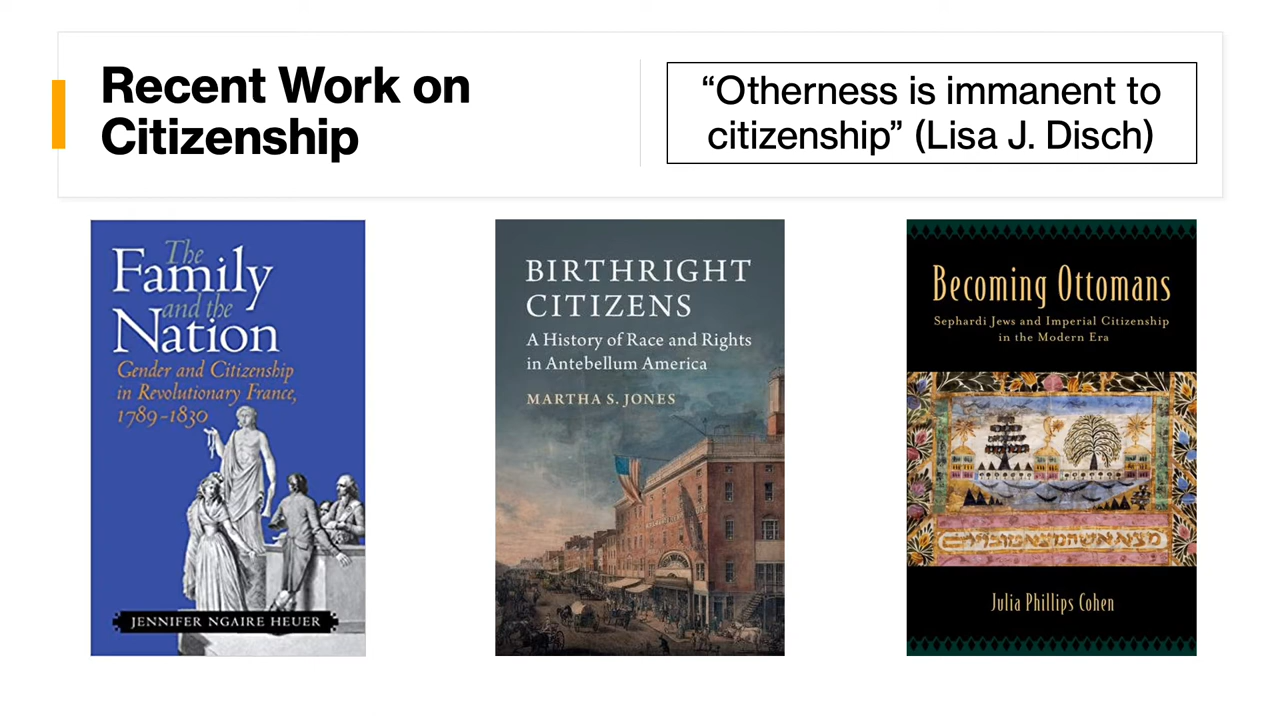 Recent Work on
Citizenship
“Otherness is immanent to
citizenship” (Lisa J. Disch)
The
Family
and the
Nation
Gender and Citizenship
in Revolutionary France,
1789–1830
JENNIFER NGAIRE HEUER
BIRTHRIGHT
CITIZENS
A History of Race and Rights
in Antebellum America
MARTHA S. JONES
Becoming Ottomans
Sephardi Jews and Imperial Citizenship
in the Modern Era
Julia Phillips Cohen